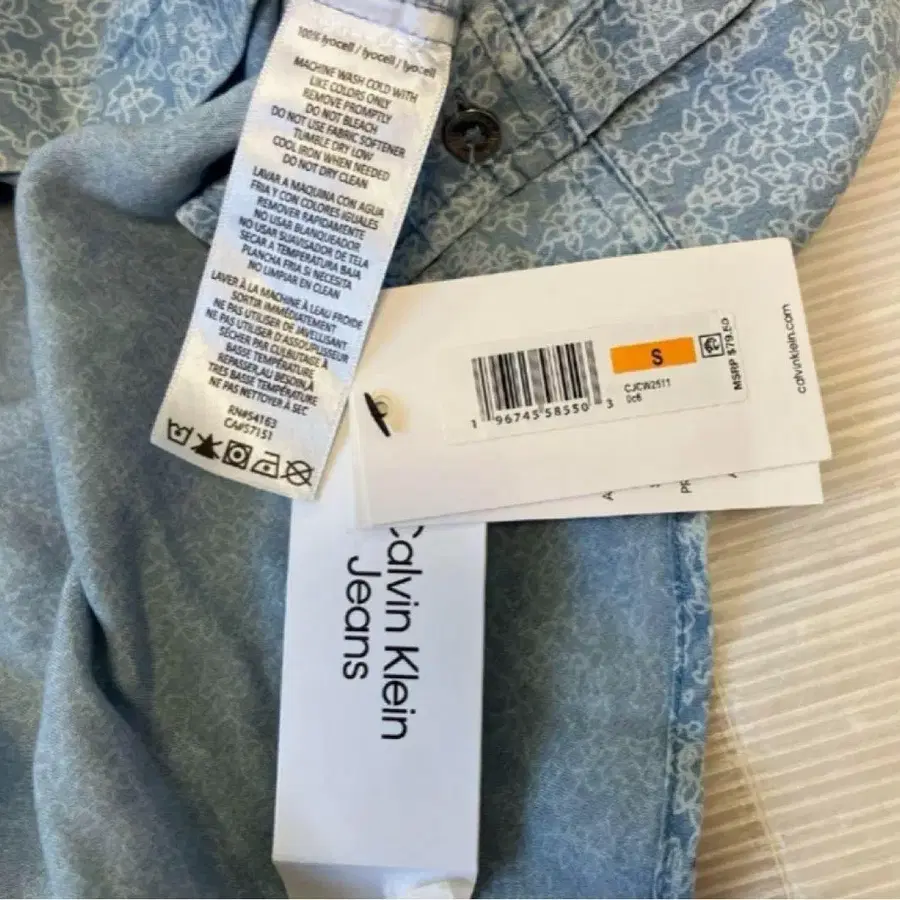 100% lyocell / lyocell / lyocell
MACHINE WASH COLD WITH
LIKE COLORS ONLY
REMOVE PROMPTLY
DO NOT BLEACH
DO NOT USE FABRIC SOFTENER
TUMBLE DRY LOW
COOL IRON WHEN NEEDED
DO NOT DRY CLEAN
LAVAR A MAQUINA CON AGUA
FRIA Y CON COLORES IGUALES
REMOVER RAPIDAMENTE
NO USAR BLANQUEADOR
NO USAR SUAVISADOR DE TELA
SECAR A TEMPERATURA BAJA
PLANCHA FRIA SI NECESITA
NO LIMPIAR EN CLEAN
LAVER À LA MACHINE À L'EAU FROIDE
SORTIR IMMÉDIATEMENT
NE PAS UTILISER DE JAVELLISANT
NE PAS UTILISER D'ASSOUPLISSEUR
SÉCHER PAR CULBUTAGE À
BASSE TEMPÉRATURE
REPASSER, AU BESOIN, À
TRÈS BASSE TEMPÉRATURE
NE PAS NETTOYER À SEC
RN#54163
CA#57151
S
1 96745 58550 3
CJCW2511
0c6
MSRP $79.50
calvinklein.com
Calvin Klein
Jeans